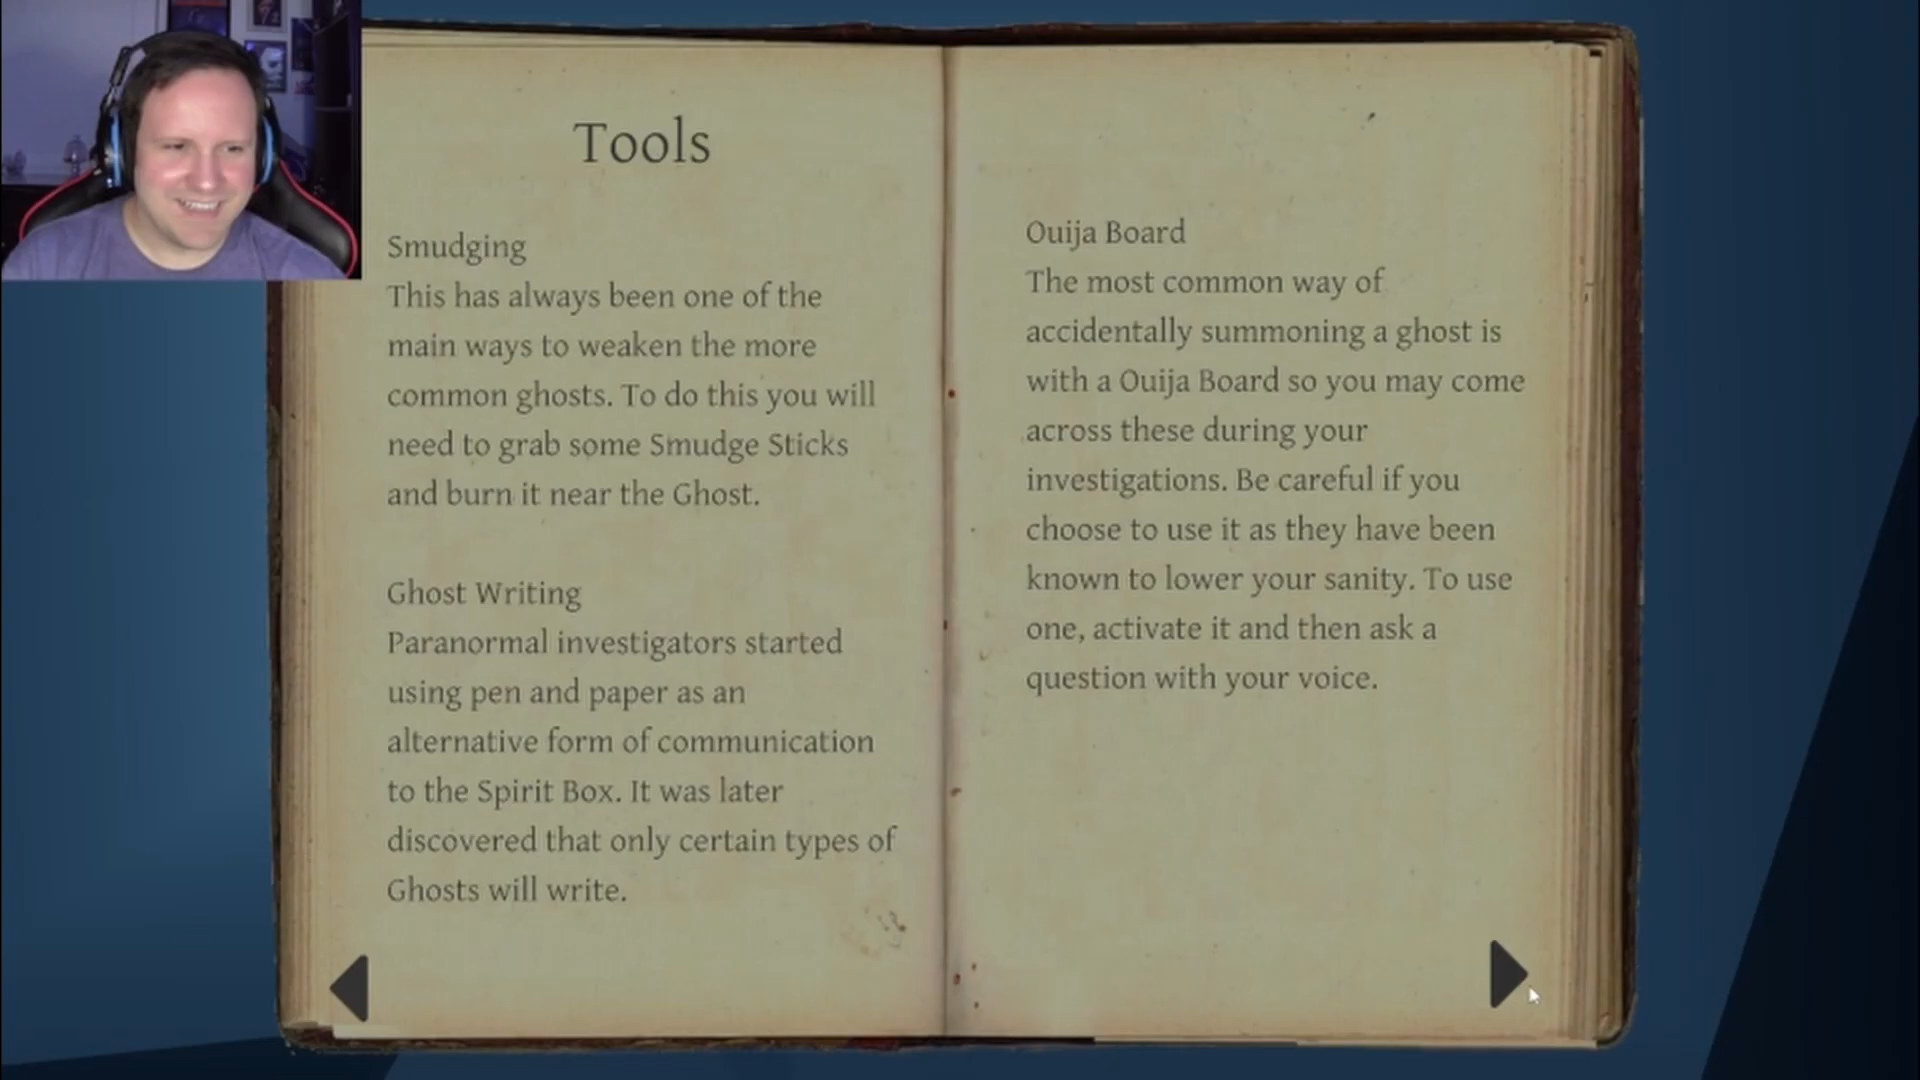 Tools
Smudging
This has always been one of the
main ways to weaken the more
common ghosts. To do this you will
need to grab some Smudge Sticks
and burn it near the Ghost.
Ghost Writing
Paranormal investigators started
using pen and paper as an
alternative form of communication
to the Spirit Box. It was later
discovered that only certain types of
Ghosts will write.
Ouija Board
The most common way of
accidentally summoning a ghost is
with a Ouija Board so you may come
across these during your
investigations. Be careful if you
choose to use it as they have been
known to lower your sanity. To use
one, activate it and then ask a
question with your voice.